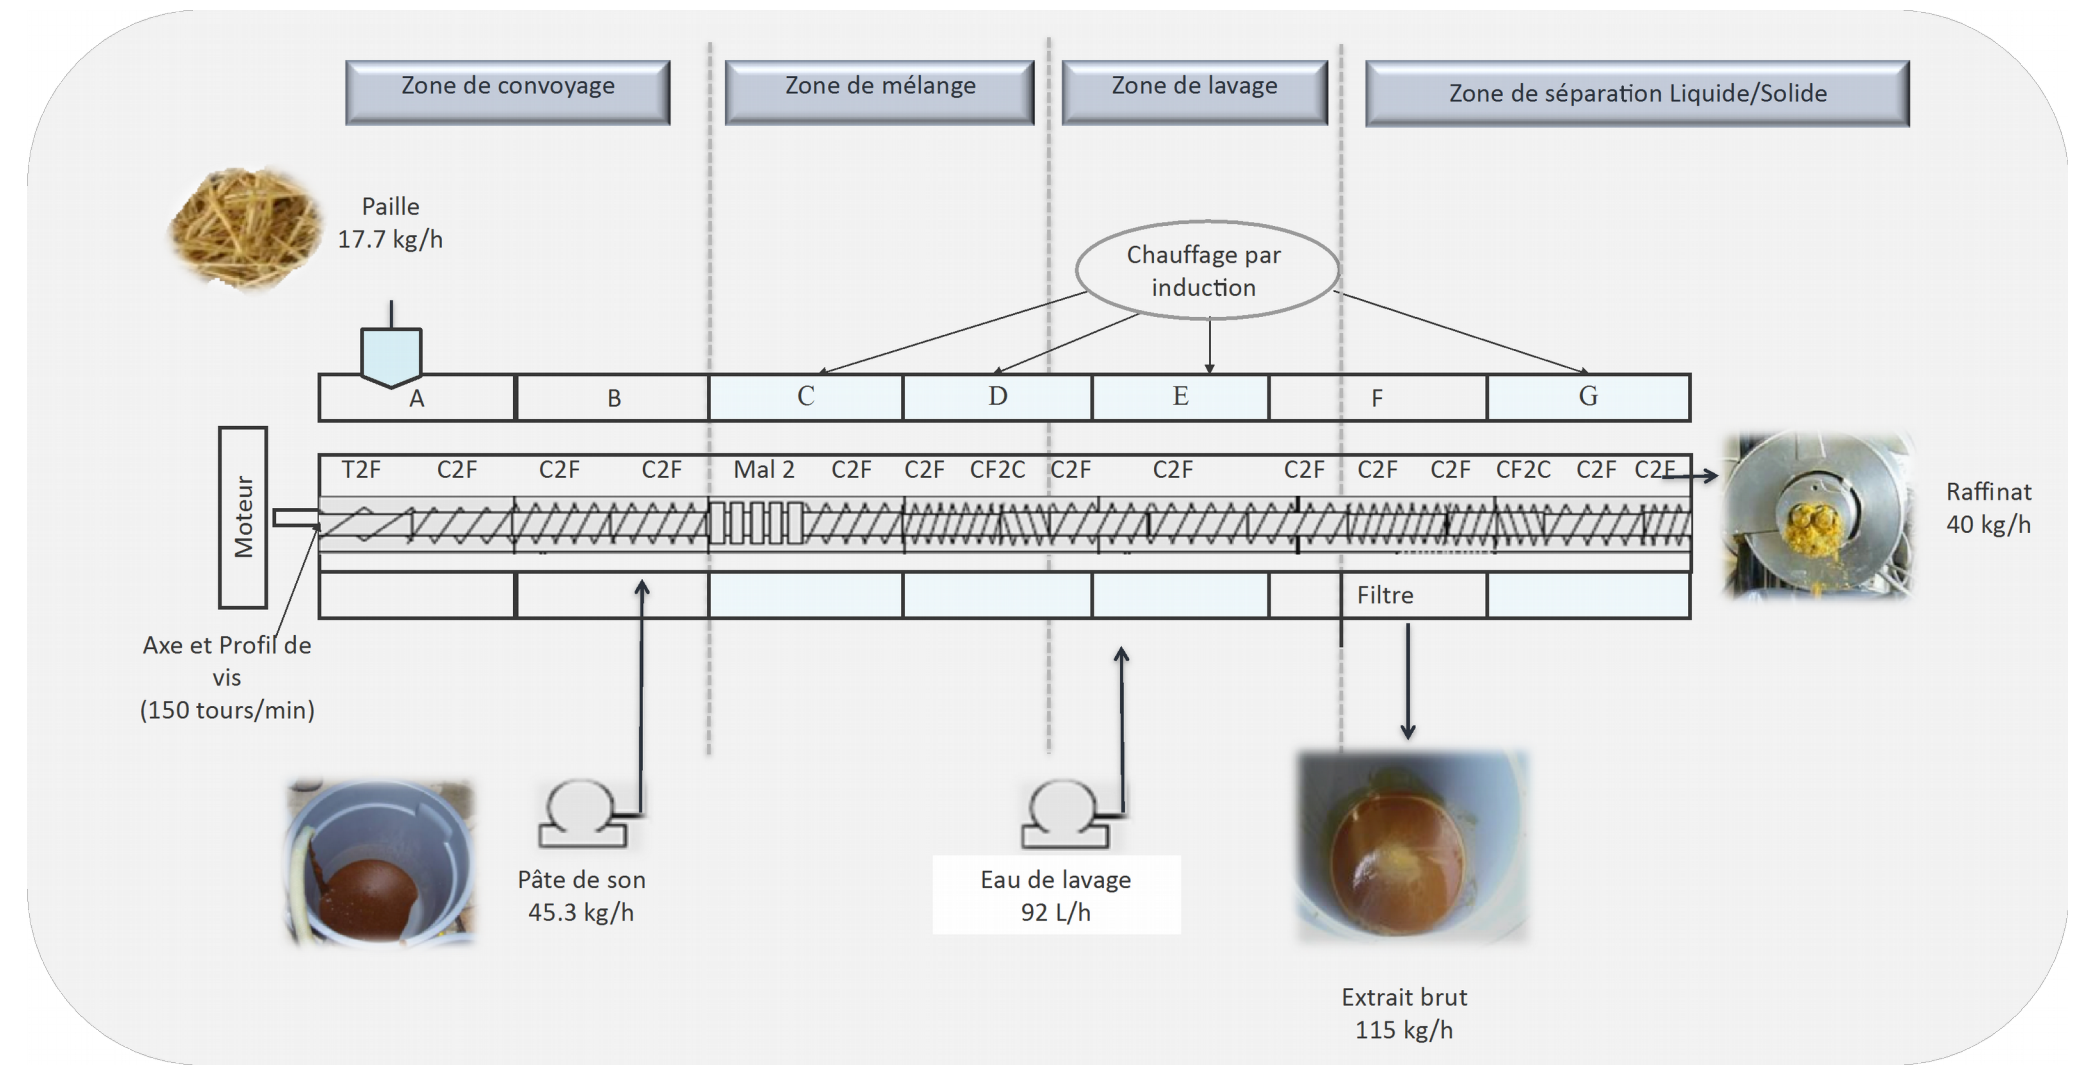 Zone de convoyage
Zone de mélange
Zone de lavage
Zone de séparation Liquide/Solide
Paille
17.7 kg/h
Chauffage par
induction
A
B
C
D
E
F
G
T2F
C2F
C2F
C2F
Mal 2
C2F
C2F
CF2C
C2F
C2F
C2F
C2F
C2F
CF2C
C2F
C2F
Moteur
Raffinat
40 kg/h
Filtre
Axe et Profil de
vis
(150 tours/min)
Pâte de son
45.3 kg/h
Eau de lavage
92 L/h
Extrait brut
115 kg/h